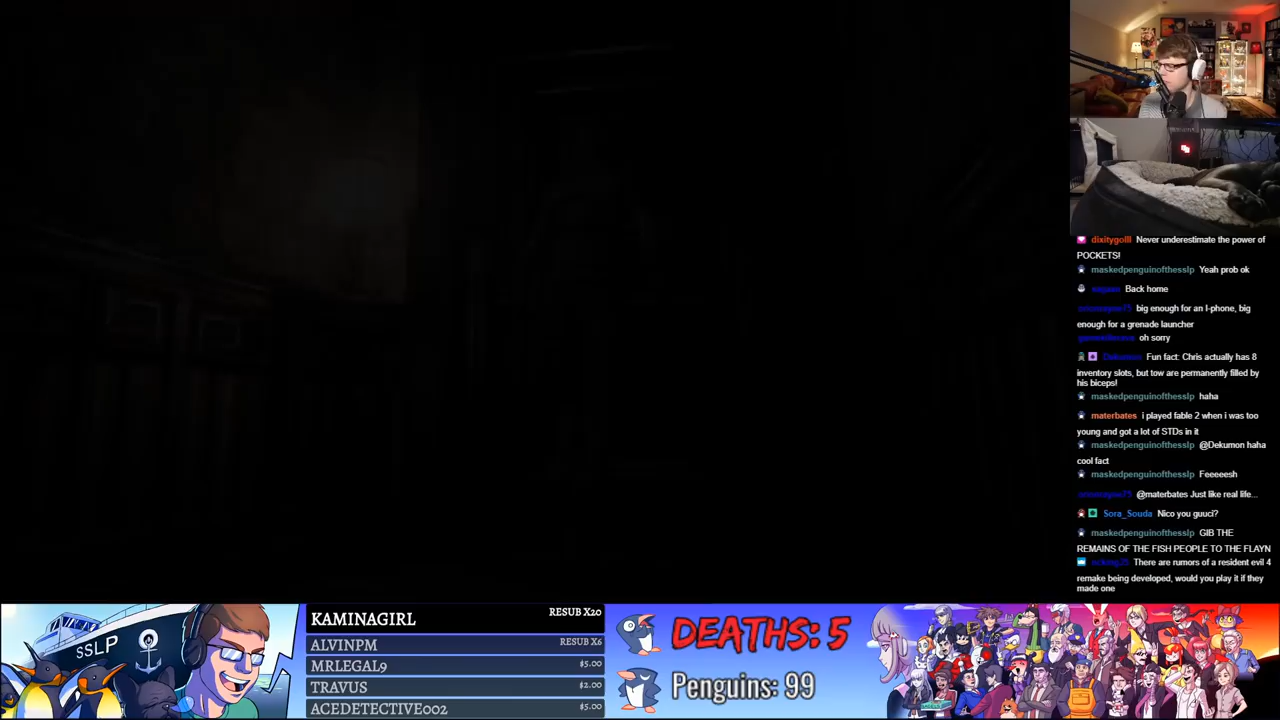 dixitygolll Never underestimate the power of
POCKETS!
maskedpenguinofthesslp Yeah prob ok
Back home
big enough for an I-phone, big
enough for a grenade launcher
oh sorry
Dekumon Fun fact: Chris actually has 8
inventory slots, but tow are permanently filled by
his biceps!
maskedpenguinofthesslp haha
materbates i played fable 2 when i was too
young and got a lot of STDs in it
maskedpenguinofthesslp @Dekumon haha
cool fact
maskedpenguinofthesslp Feeeeesh
@materbates Just like real life...
Sora_Souda Nico you guuci?
maskedpenguinofthesslp GIB THE
REMAINS OF THE FISH PEOPLE TO THE FLAYN
There are rumors of a resident evil 4
remake being developed, would you play it if they
made one
SSLP
KAMINAGIRL RESUB X20
ALVINPM RESUB X6
MRLEGAL9 $5.00
TRAVUS $2.00
ACEDETECTIVE002 $5.00
DEATHS: 5
Penguins: 99